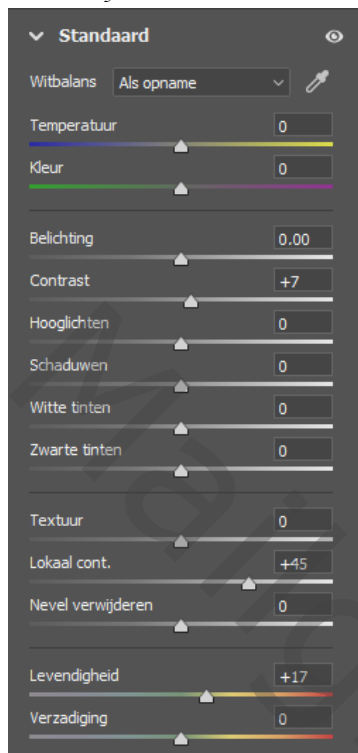 Standaard
Witbalans Als opname
Temperatuur 0
Kleur 0
Belichting 0.00
Contrast +7
Hooglichten 0
Schaduwen 0
Witte tinten 0
Zwarte tinten 0
Textuur 0
Lokaal cont. +45
Nevel verwijderen 0
Levendigheid +17
Verzadiging 0